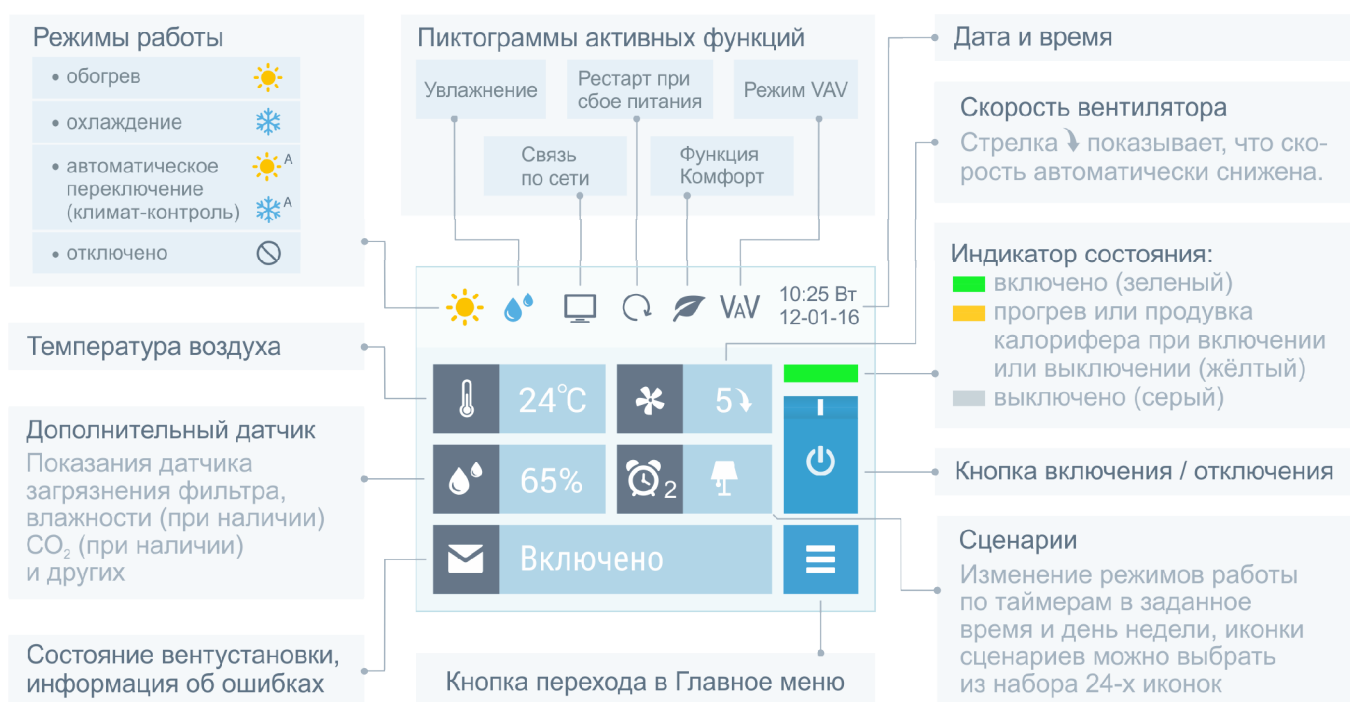 Режимы работы
• обогрев
• охлаждение
• автоматическое
переключение
(климат-контроль)
A
A
• отключено
Температура воздуха
Дополнительный датчик
Показания датчика
загрязнения фильтра,
влажности (при наличии)
CO₂ (при наличии)
и других
Состояние вентустановки,
информация об ошибках
Пиктограммы активных функций
Увлажнение
Рестарт при
сбое питания
Режим VAV
Связь
по сети
Функция
Комфорт
VAV
10:25 Вт
12-01-16
24°C
5
65%
2
Включено
Кнопка перехода в Главное меню
Дата и время
Скорость вентилятора
Стрелка показывает, что ско-
рость автоматически снижена.
Индикатор состояния:
включено (зеленый)
прогрев или продувка
калорифера при включении
или выключении (жёлтый)
выключено (серый)
Кнопка включения / отключения
Сценарии
Изменение режимов работы
по таймерам в заданное
время и день недели, иконки
сценариев можно выбрать
из набора 24-х иконок